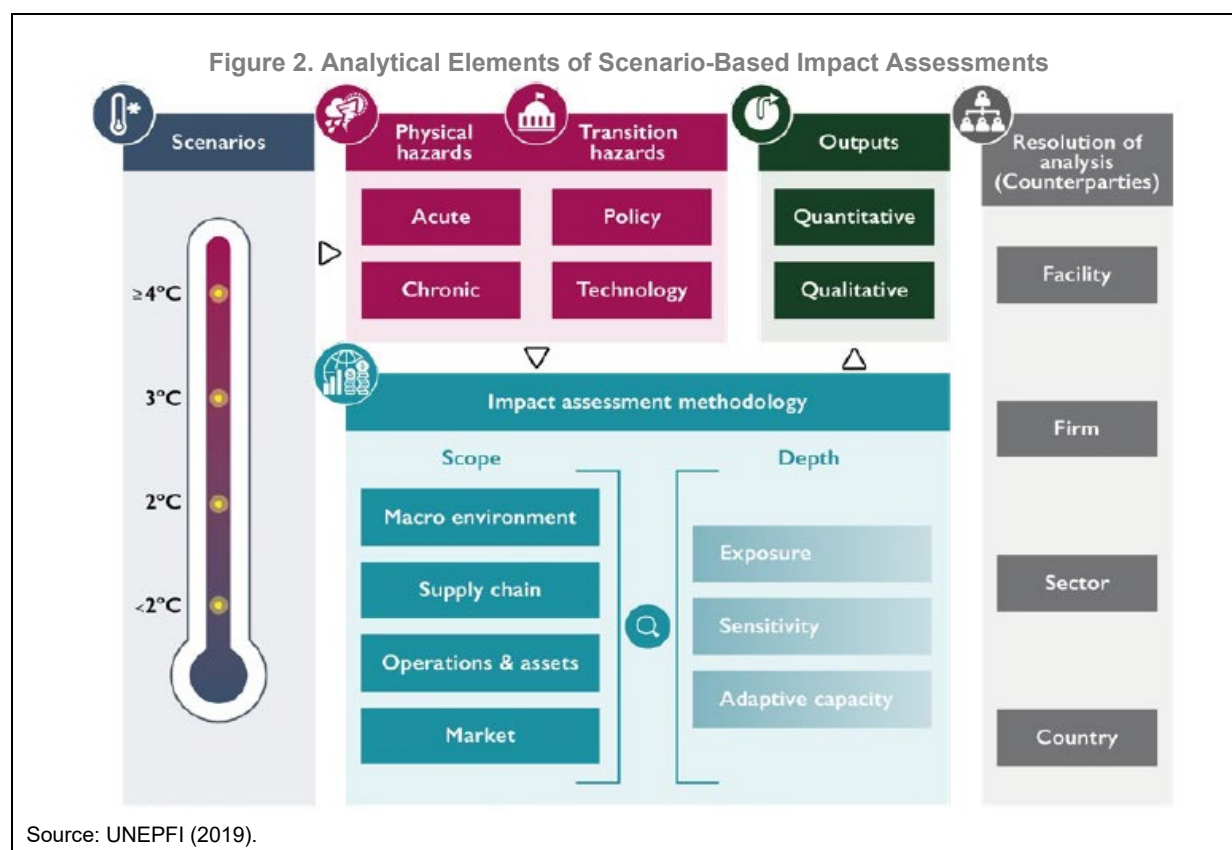 Figure 2. Analytical Elements of Scenario-Based Impact Assessments
Scenarios
≥4°C
3°C
2°C
<2°C
Physical
hazards
Acute
Chronic
Transition
hazards
Policy
Technology
Outputs
Quantitative
Qualitative
Impact assessment methodology
Scope
Macro environment
Supply chain
Operations & assets
Market
Depth
Exposure
Sensitivity
Adaptive capacity
Resolution of
analysis
(Counterparties)
Facility
Firm
Sector
Country
Source: UNEPFI (2019).